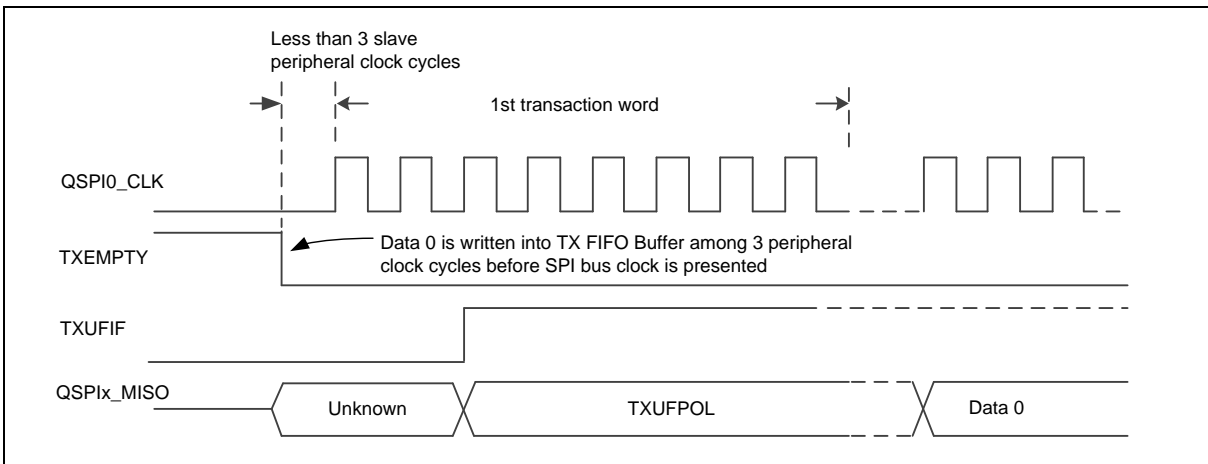 Less than 3 slave
peripheral clock cycles
1st transaction word
QSPI0_CLK
TXEMPTY
Data 0 is written into TX FIFO Buffer among 3 peripheral
clock cycles before SPI bus clock is presented
TXUFIF
QSPIx_MISO
Unknown
TXUFPOL
Data 0